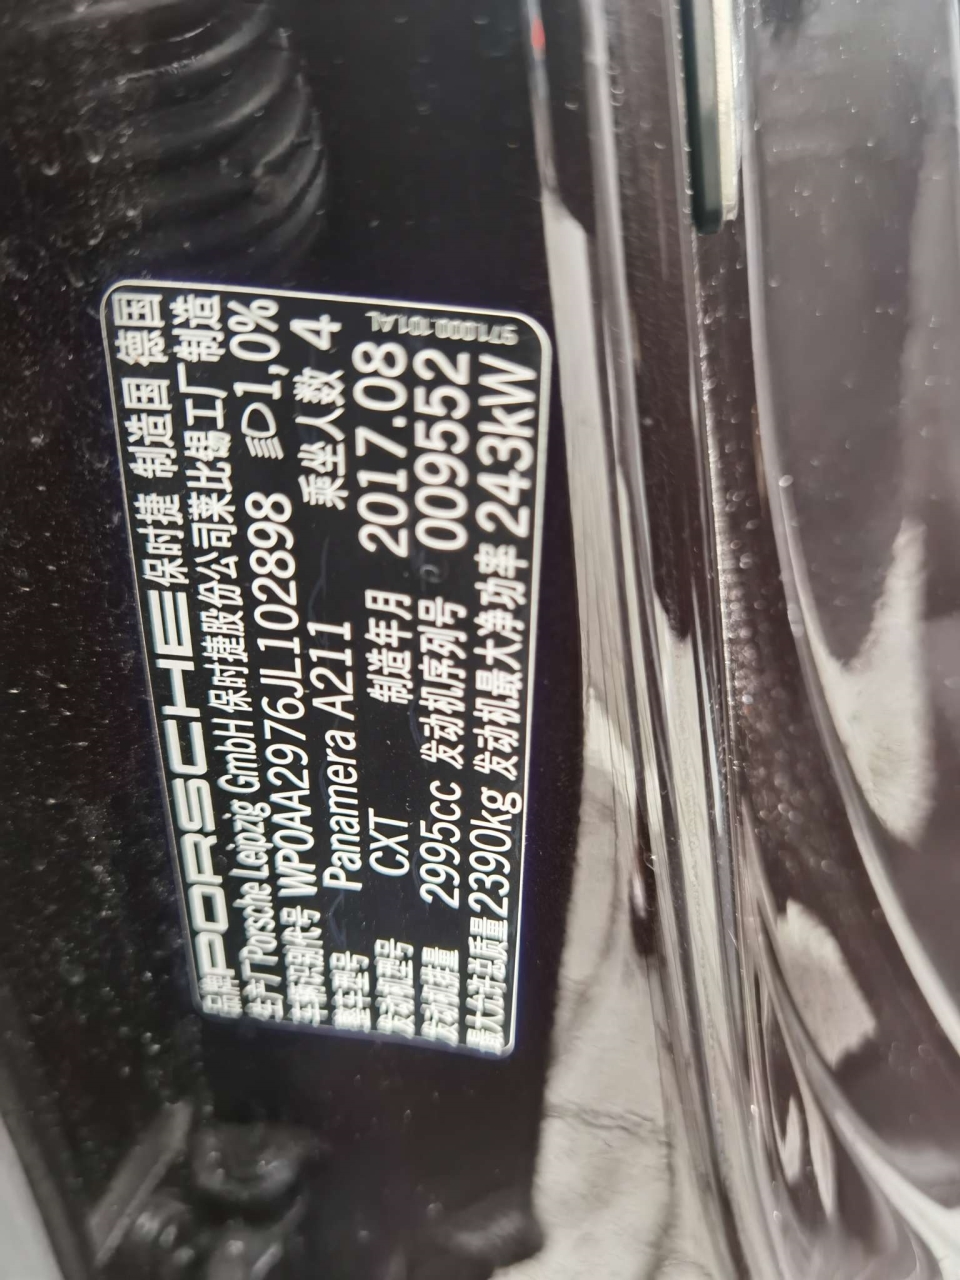 品牌 PORSCHE 保时捷 制造国 德国
生产厂 Porsche Leipzig GmbH 保时捷股份公司莱比锡工厂 制造
车辆识别代号 WP0AA2976JL102898 1,0%
整车型号 Panamera A211 乘坐人数 4
发动机型号 CXT 制造年月 2017.08
发动机排量 2995cc 发动机序列号 009552
最大允许总质量 2390kg 发动机最大净功率 243kW
971.000.101.AL